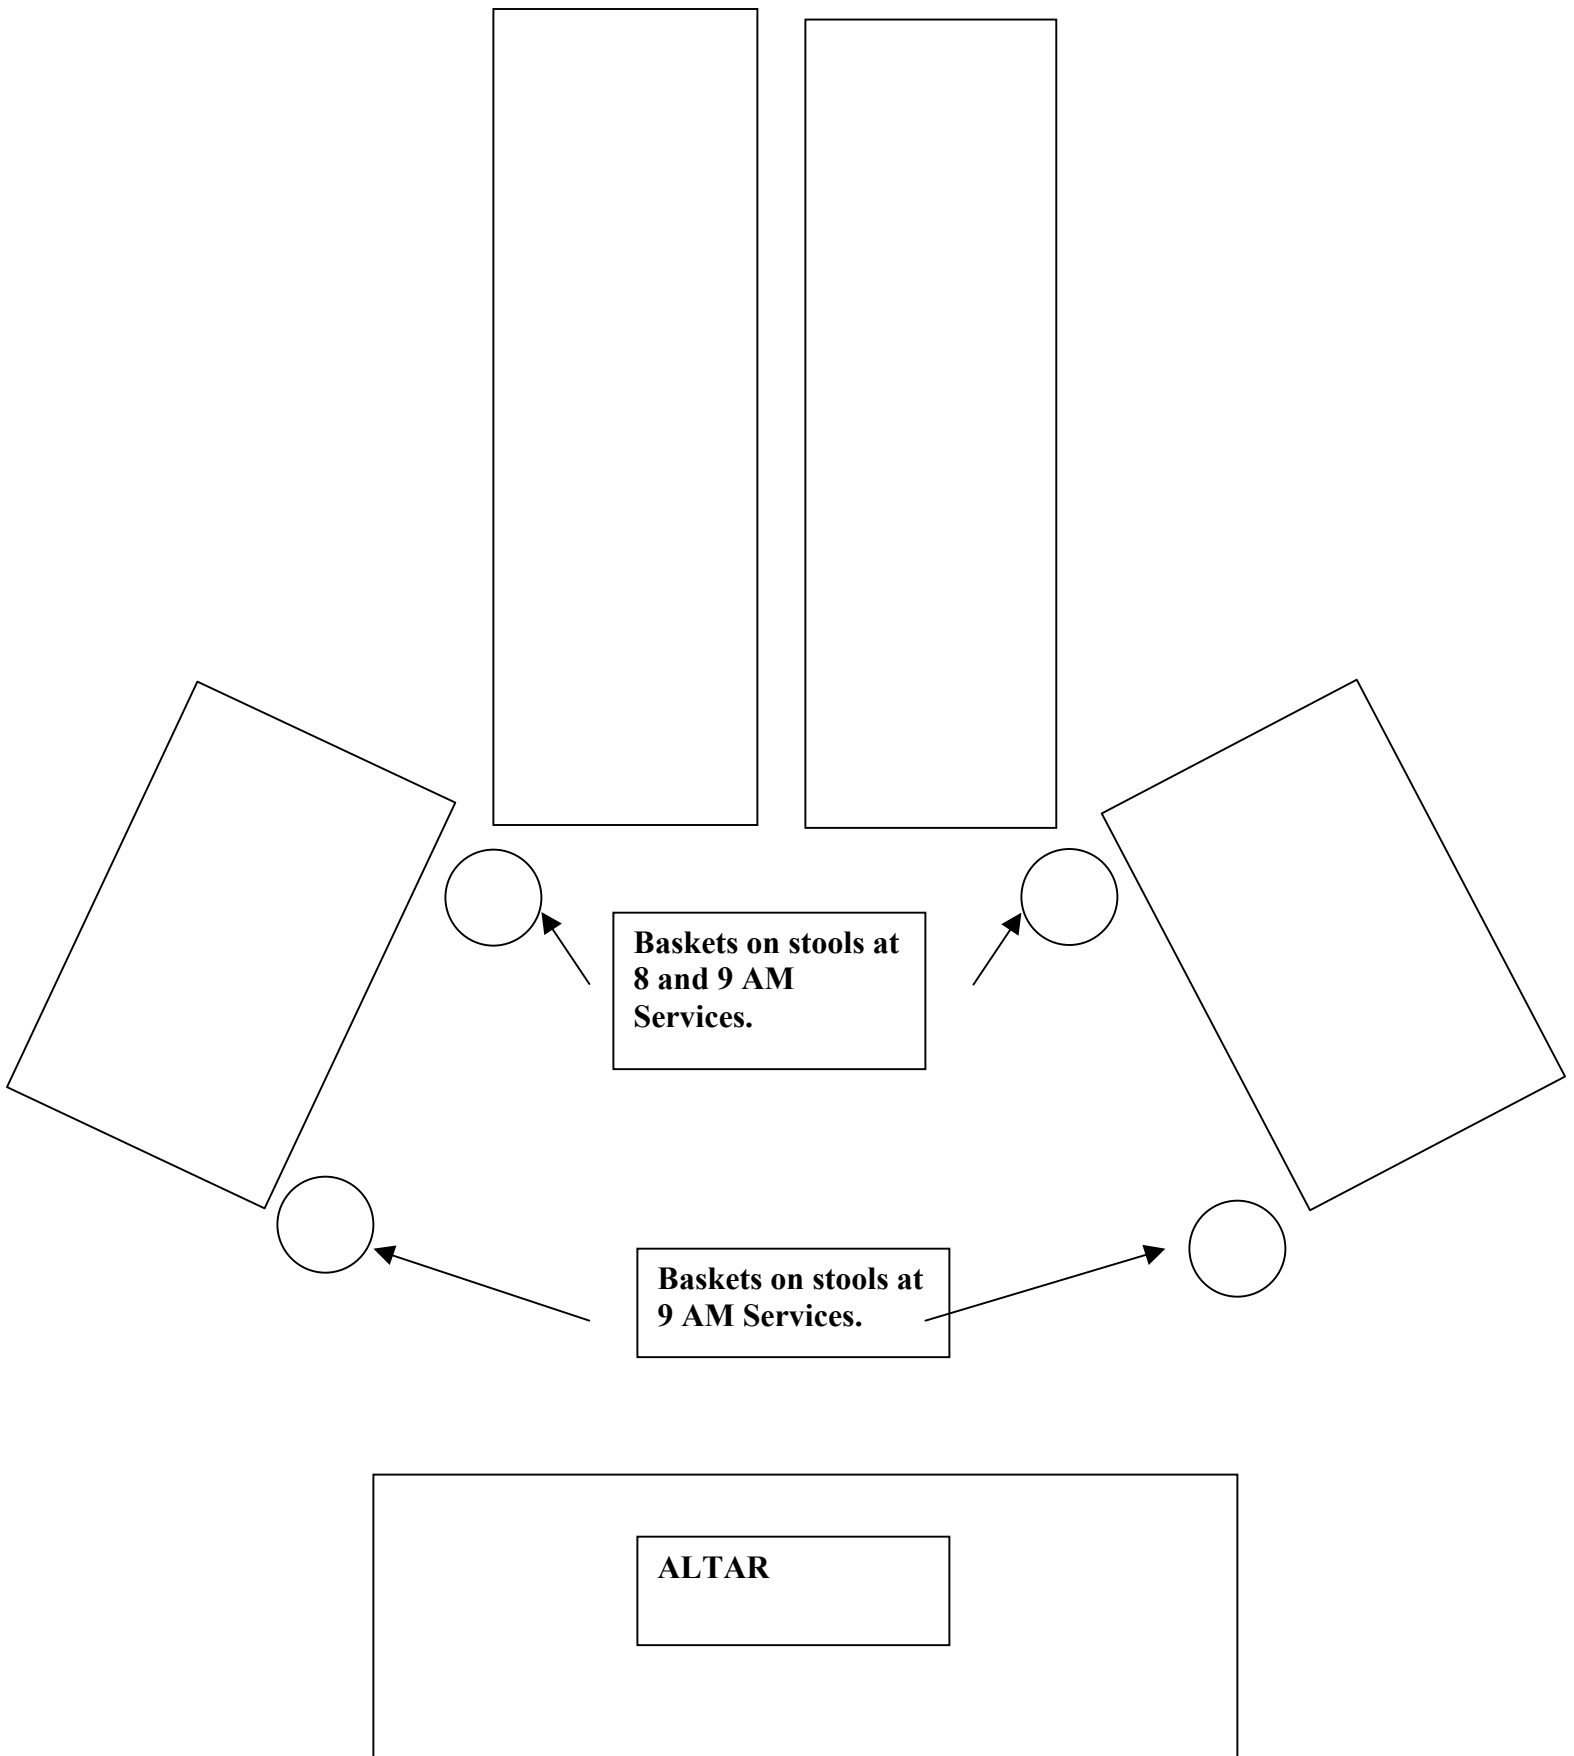 Baskets on stools at
8 and 9 AM
Services.
Baskets on stools at
9 AM Services.
ALTAR